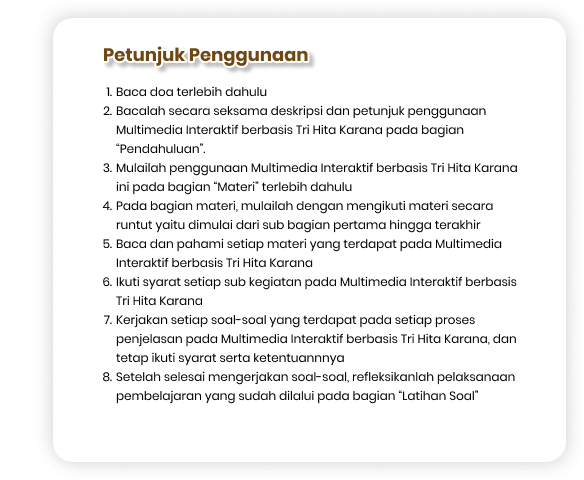 Petunjuk Penggunaan
1. Baca doa terlebih dahulu
2. Bacalah secara seksama deskripsi dan petunjuk penggunaan
Multimedia Interaktif berbasis Tri Hita Karana pada bagian
“Pendahuluan”.
3. Mulailah penggunaan Multimedia Interaktif berbasis Tri Hita Karana
ini pada bagian “Materi” terlebih dahulu
4. Pada bagian materi, mulailah dengan mengikuti materi secara
runtut yaitu dimulai dari sub bagian pertama hingga terakhir
5. Baca dan pahami setiap materi yang terdapat pada Multimedia
Interaktif berbasis Tri Hita Karana
6. Ikuti syarat setiap sub kegiatan pada Multimedia Interaktif berbasis
Tri Hita Karana
7. Kerjakan setiap soal-soal yang terdapat pada setiap proses
penjelasan pada Multimedia Interaktif berbasis Tri Hita Karana, dan
tetap ikuti syarat serta ketentuannnya
8. Setelah selesai mengerjakan soal-soal, refleksikanlah pelaksanaan
pembelajaran yang sudah dilalui pada bagian “Latihan Soal”